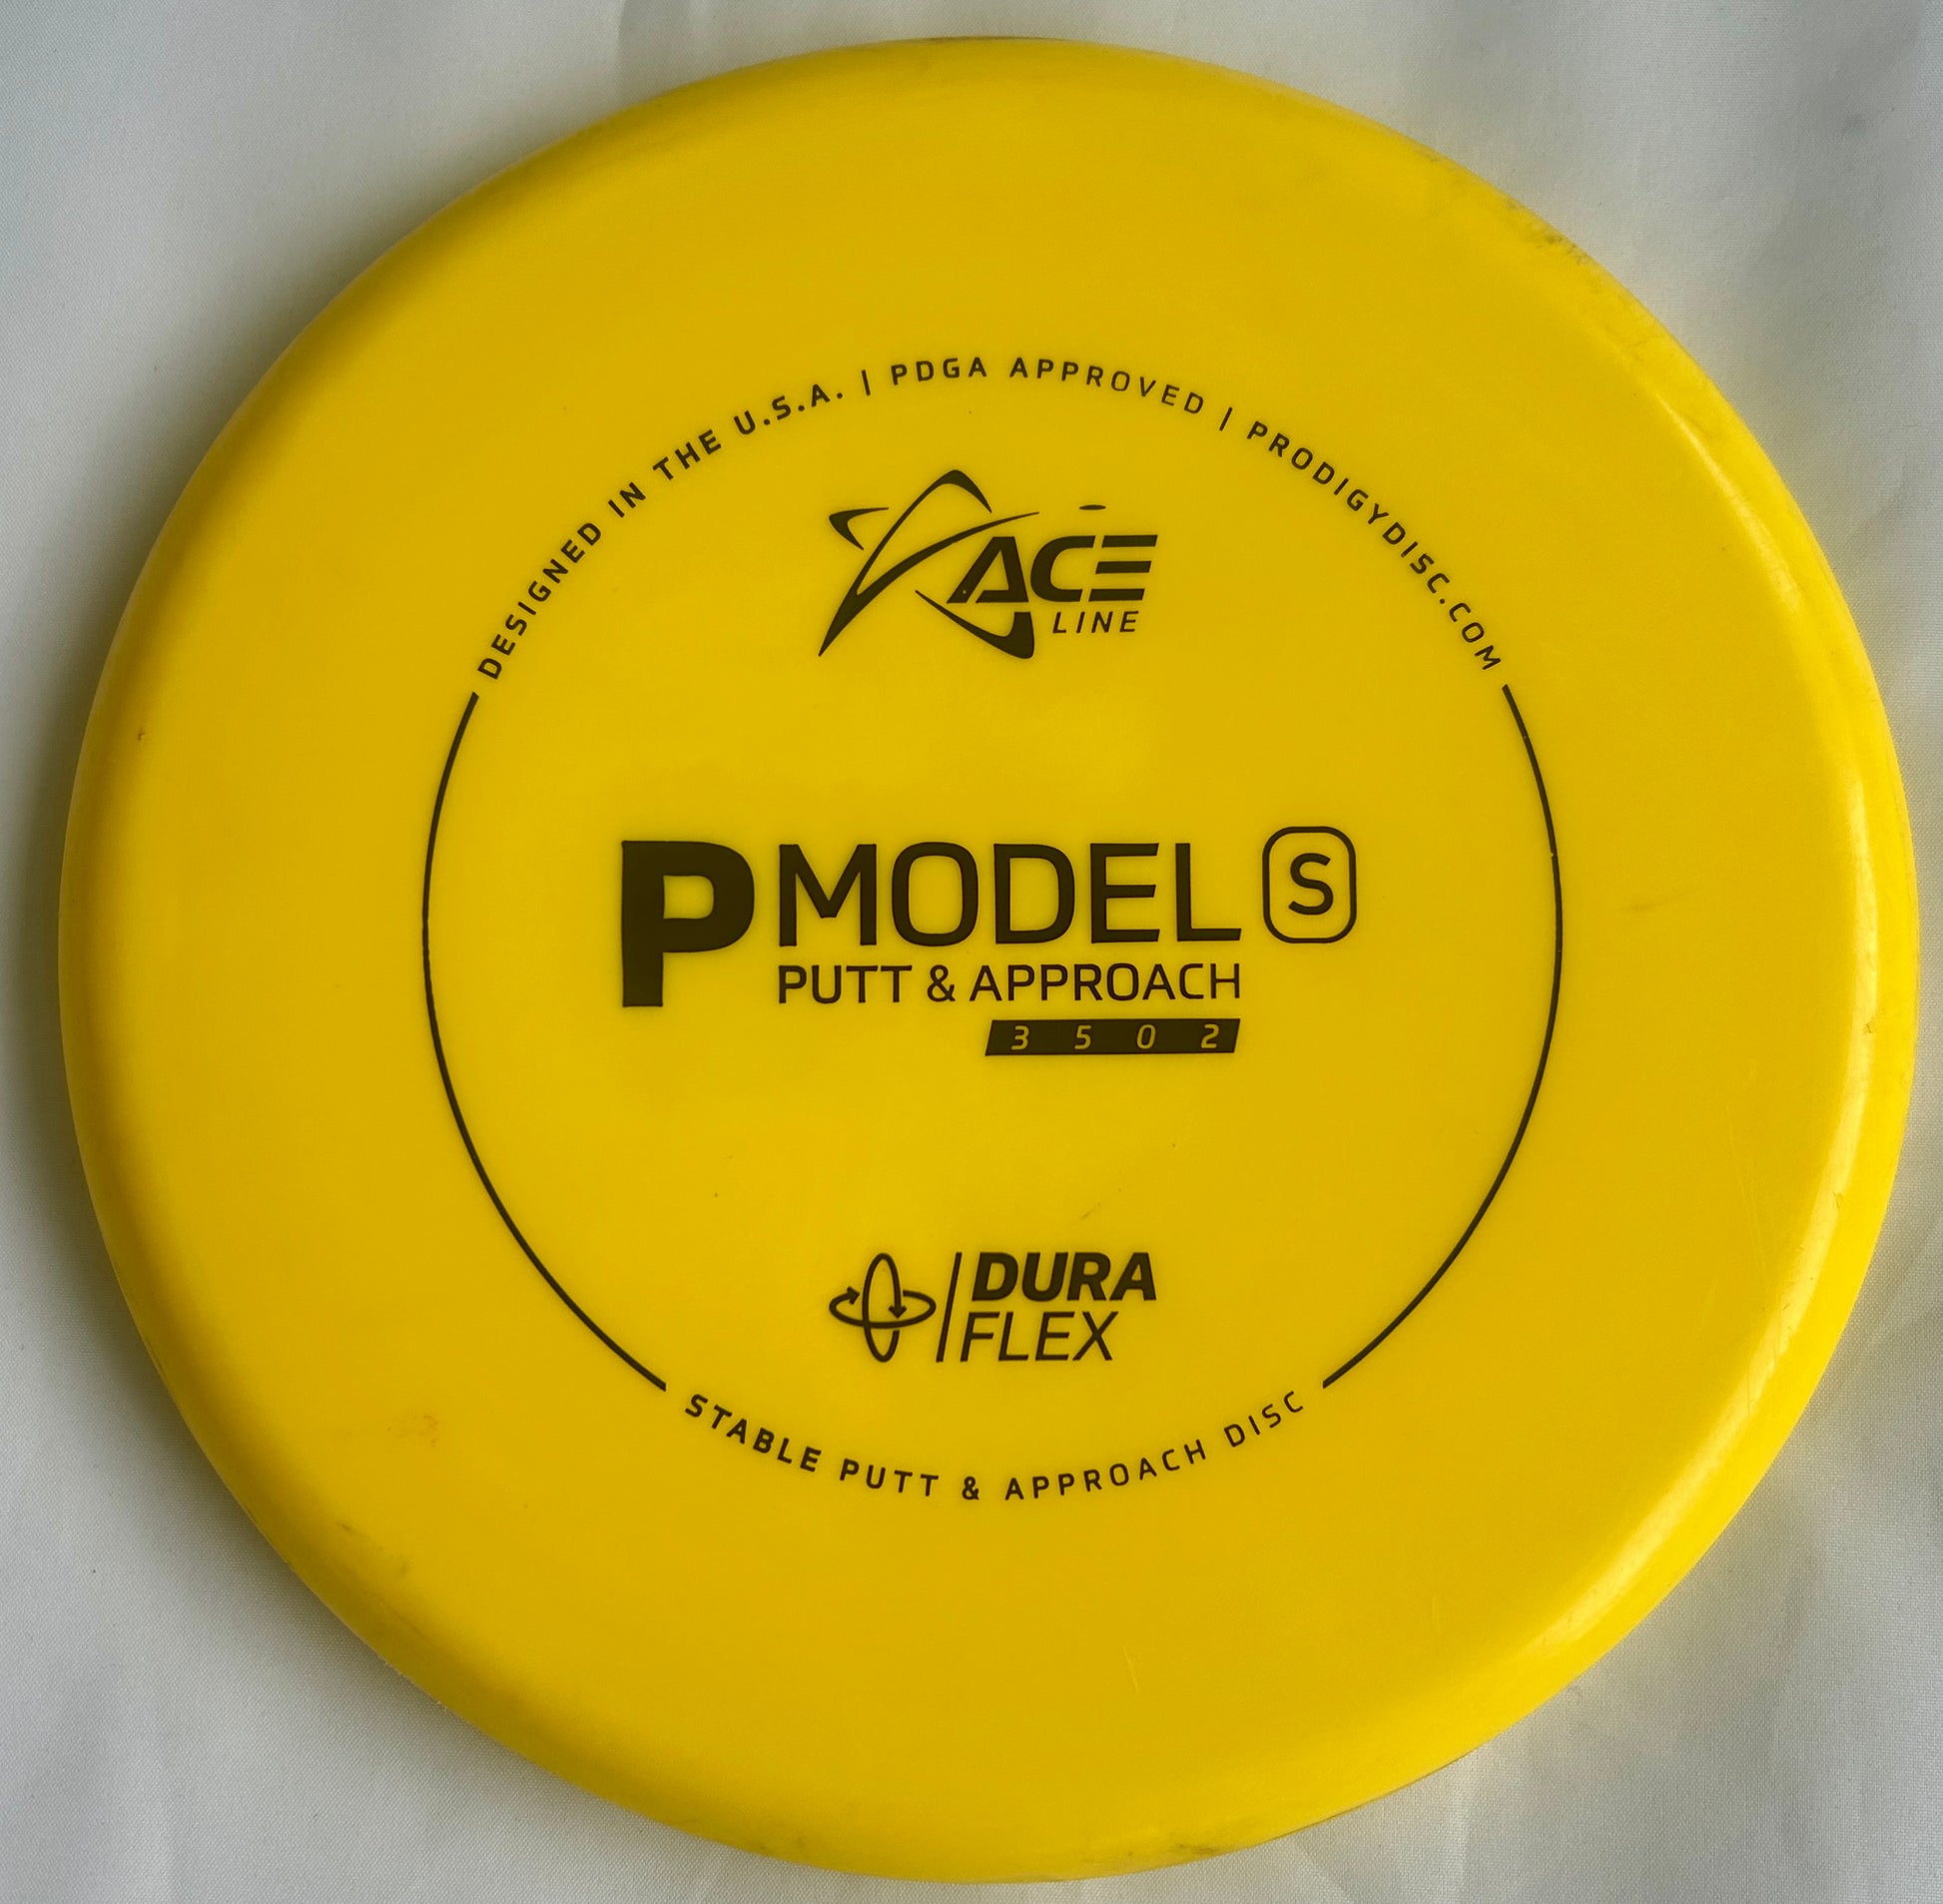 DESIGNED IN THE U.S.A. | PDGA APPROVED | PRODIGYDISC.COM
ACE
LINE
P MODEL S
PUTT & APPROACH
3 5 0 2
DURA
FLEX
STABLE PUTT & APPROACH DISC